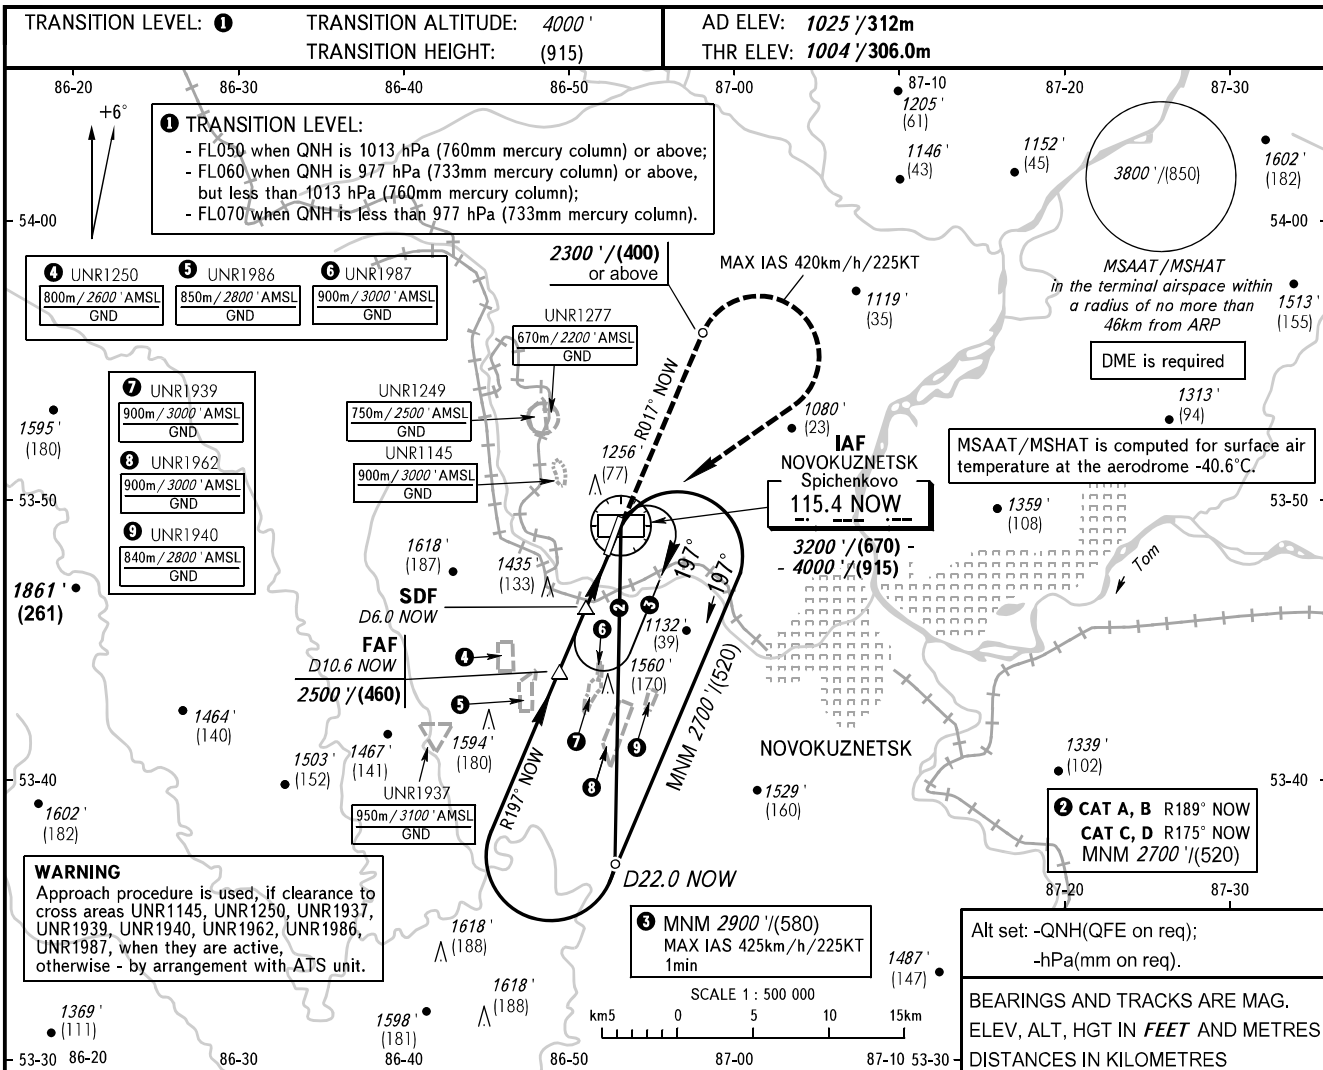 TRANSITION LEVEL: ❶
TRANSITION ALTITUDE: 4000 '
TRANSITION HEIGHT: (915)
AD ELEV: 1025 '/312m
THR ELEV: 1004 '/306.0m
86-20 86-30 86-40 86-50 87-00 87-10 87-20 87-30
+6°
❶ TRANSITION LEVEL:
- FL050 when QNH is 1013 hPa (760mm mercury column) or above;
- FL060 when QNH is 977 hPa (733mm mercury column) or above,
but less than 1013 hPa (760mm mercury column);
- FL070 when QNH is less than 977 hPa (733mm mercury column).
1205 '
(61)
1146 '
(43)
1152 '
(45)
3800 '/(850)
1602 '
(182)
54-00
54-00
MSAAT/MSHAT
in the terminal airspace within
a radius of no more than
46km from ARP
1513 '
(155)
DME is required
❹ UNR1250
800m/2600 'AMSL
GND
❺ UNR1986
850m/2800 'AMSL
GND
❻ UNR1987
900m/3000 'AMSL
GND
2300 '/(400)
or above
MAX IAS 420km/h/225KT
1119 '
(35)
UNR1277
670m/2200 'AMSL
GND
❼ UNR1939
900m/3000 'AMSL
GND
❽ UNR1962
900m/3000 'AMSL
GND
❾ UNR1940
840m/2800 'AMSL
GND
UNR1249
750m/2500 'AMSL
GND
UNR1145
900m/3000 'AMSL
GND
1595 '
(180)
R017° NOW
1256 '
(77)
1080 '
(23)
1313 '
(94)
MSAAT/MSHAT is computed for surface air
temperature at the aerodrome -40.6°C.
IAF
NOVOKUZNETSK
Spichenkovo
115.4 NOW
3200 '/(670) -
- 4000 '/(915)
53-50
53-50
1359 '
(108)
Tom
1618 '
(187)
1435 '
(133)
1861 '
(261)
SDF
D6.0 NOW
FAF
D10.6 NOW
2500 '/(460)
197°
197°
❷
❸
❻
1132 '
(39)
1560 '
(170)
❹
❺
❼
❽
❾
MNM 2700 '/(520)
R197° NOW
NOVOKUZNETSK
1464 '
(140)
1503 '
(152)
1467 '
(141)
1594 '
(180)
UNR1937
950m/3100 'AMSL
GND
1529 '
(160)
1339 '
(102)
53-40
53-40
1602 '
(182)
❷ CAT A, B R189° NOW
CAT C, D R175° NOW
MNM 2700 '/(520)
87-20 87-30
D22.0 NOW
WARNING
Approach procedure is used, if clearance to
cross areas UNR1145, UNR1250, UNR1937,
UNR1939, UNR1940, UNR1962, UNR1986,
UNR1987, when they are active,
otherwise - by arrangement with ATS unit.
❸ MNM 2900 '/(580)
MAX IAS 425km/h/225KT
1min
1618 '
(188)
1618 '
(188)
1598 '
(181)
1369 '
(111)
1487 '
(147)
SCALE 1 : 500 000
km5 0 5 10 15km
Alt set: -QNH(QFE on req);
-hPa(mm on req).
BEARINGS AND TRACKS ARE MAG.
ELEV, ALT, HGT IN FEET AND METRES
DISTANCES IN KILOMETRES
53-30 86-20 86-30 86-40 86-50 87-00 87-10 53-30